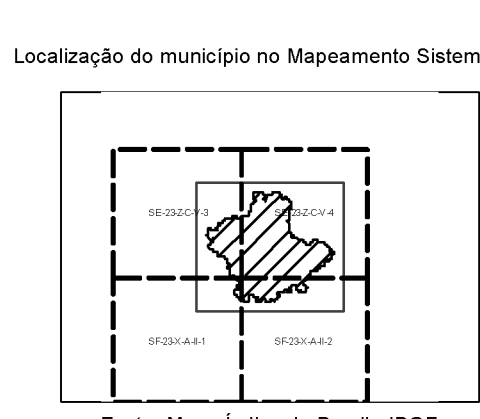 Localização do município no Mapeamento Sistem
SE-23-Z-C-V-3 SE-23-Z-C-V-4
SF-23-X-A-II-1 SF-23-X-A-II-2